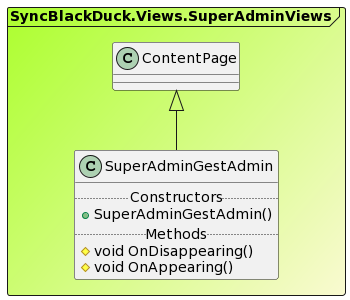 SyncBlackDuck.Views.SuperAdminViews
C ContentPage
C SuperAdminGestAdmin
Constructors
SuperAdminGestAdmin()
Methods
void OnDisappearing()
void OnAppearing()